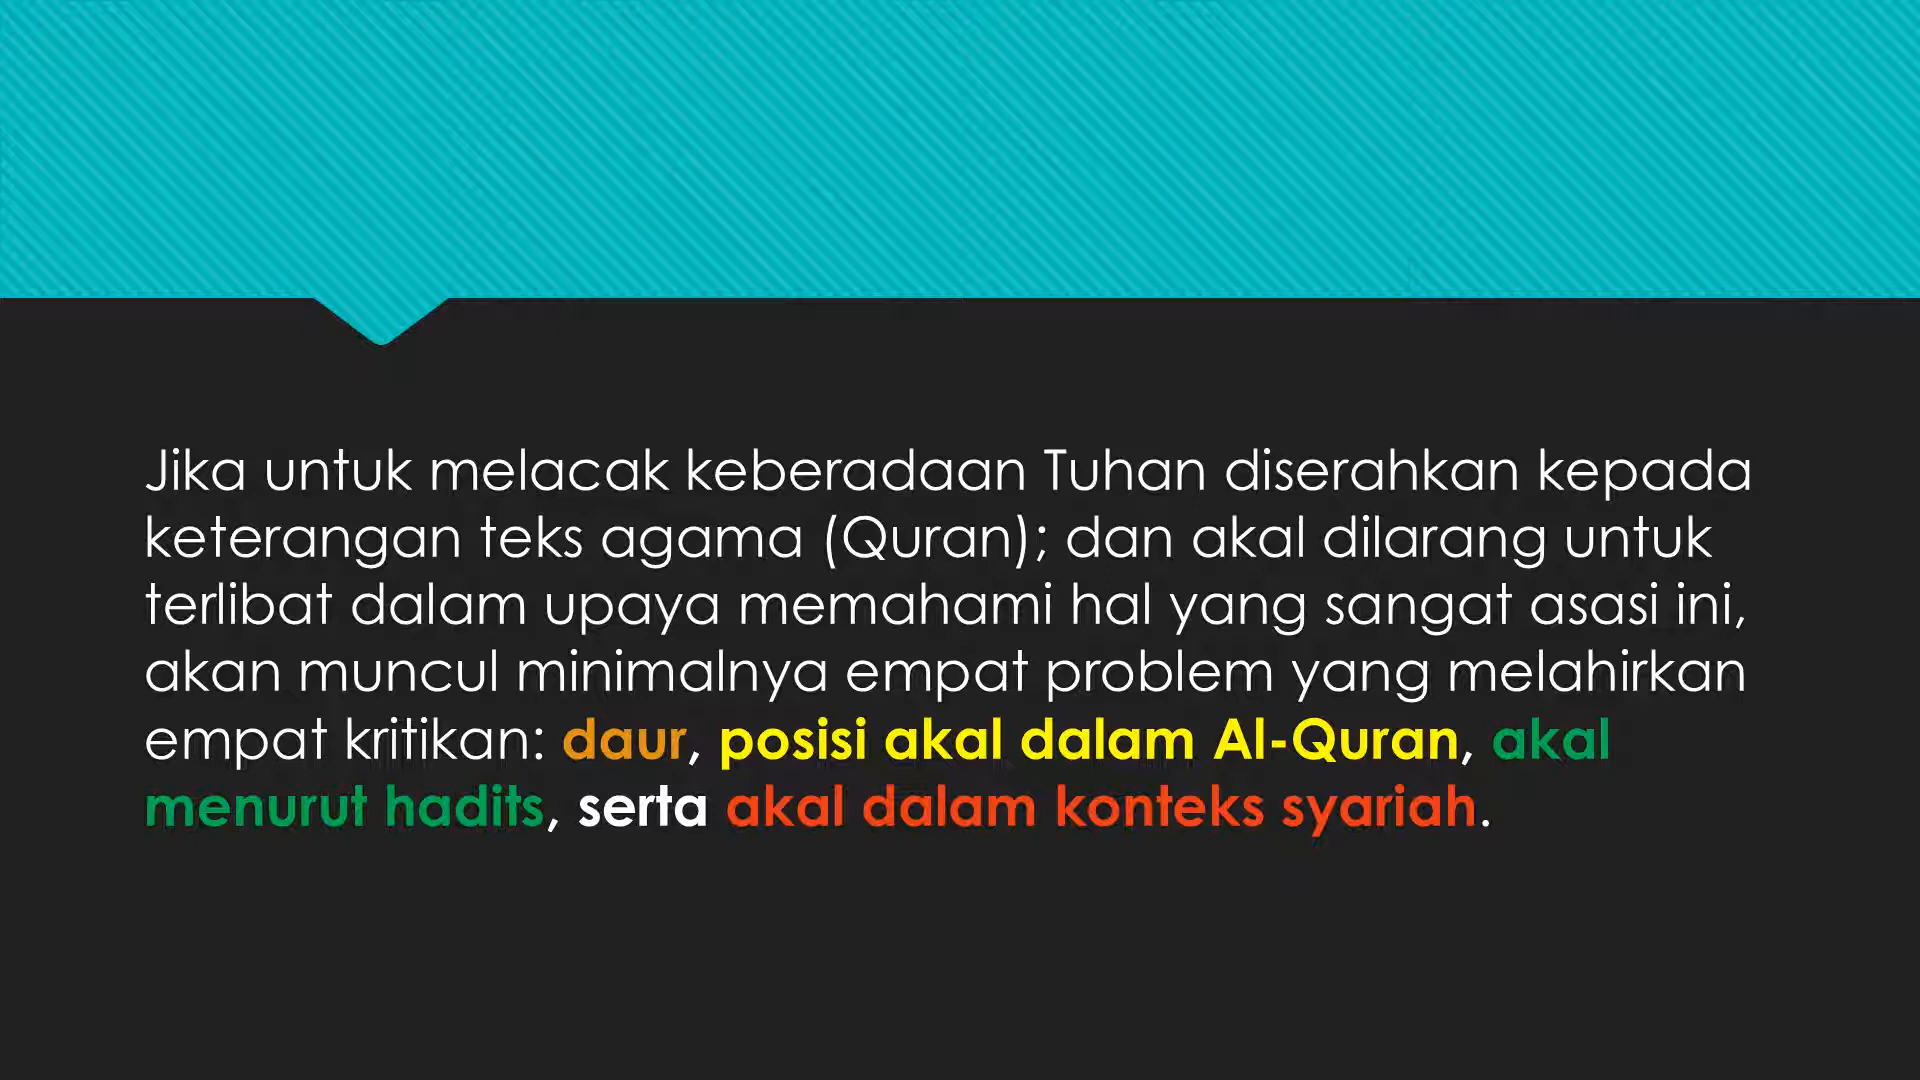 Jika untuk melacak keberadaan Tuhan diserahkan kepada
keterangan teks agama (Quran); dan akal dilarang untuk
terlibat dalam upaya memahami hal yang sangat asasi ini,
akan muncul minimalnya empat problem yang melahirkan
empat kritikan: daur, posisi akal dalam Al-Quran, akal
menurut hadits, serta akal dalam konteks syariah.